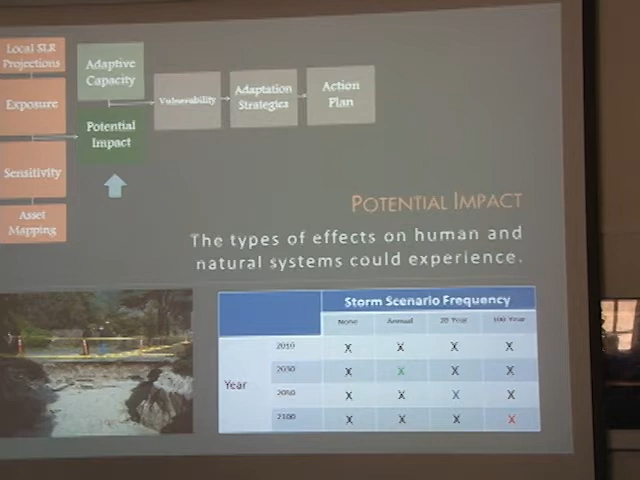 Local SLR
Projections
Exposure
Sensitivity
Asset
Mapping
Adaptive
Capacity
Potential
Impact
Vulnerability
Adaptation
Strategies
Action
Plan
POTENTIAL IMPACT
The types of effects on human and
natural systems could experience.
Storm Scenario Frequency
None Annual 20 Year 100 Year
Year
2010 X X X X
2030 X X X X
2050 X X X X
2100 X X X X